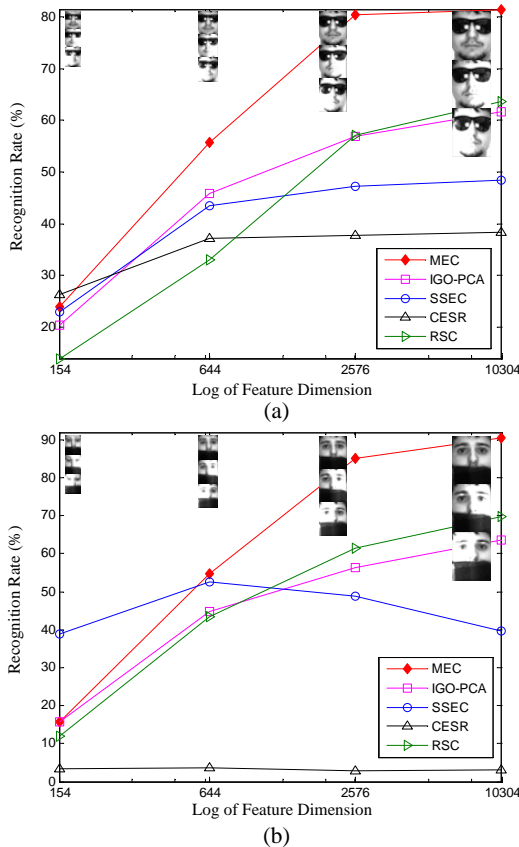 80
70
60
50
40
30
20
Recognition Rate (%)
MEC
IGO-PCA
SSEC
CESR
RSC
154
644
2576
10304
Log of Feature Dimension
(a)
90
80
70
60
50
40
30
20
10
0
Recognition Rate (%)
MEC
IGO-PCA
SSEC
CESR
RSC
154
644
2576
10304
Log of Feature Dimension
(b)